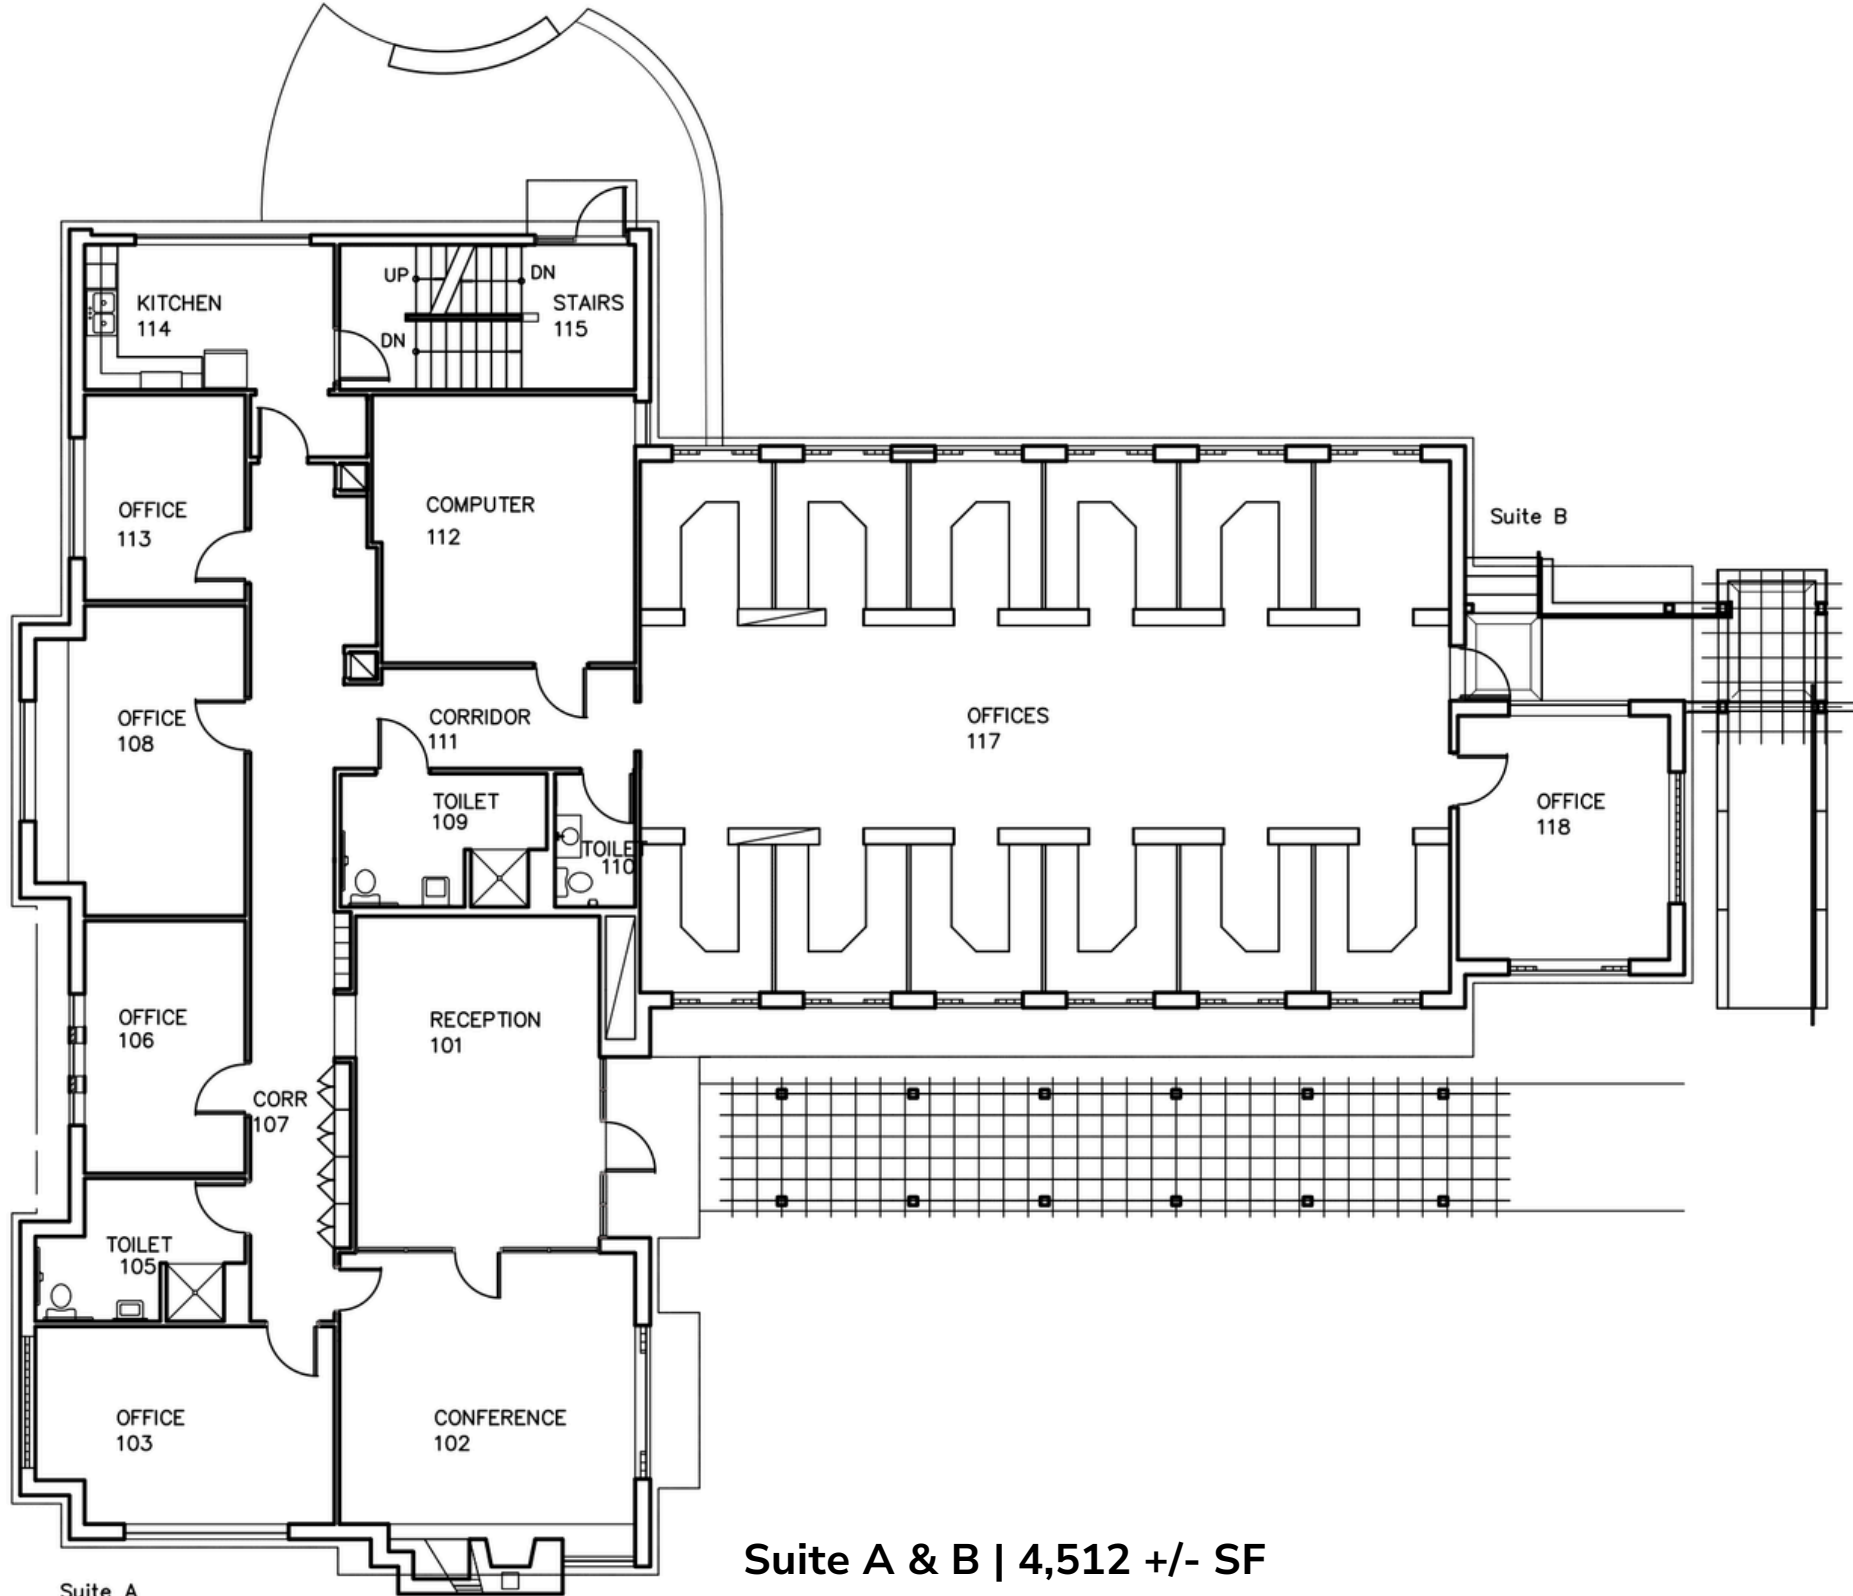 UP
DN
KITCHEN
114
STAIRS
115
DN
OFFICE
113
COMPUTER
112
Suite B
OFFICE
108
CORRIDOR
111
OFFICES
117
TOILET
109
OFFICE
118
TOILET
110
OFFICE
106
RECEPTION
101
CORR
107
TOILET
105
OFFICE
103
CONFERENCE
102
Suite A & B | 4,512 +/- SF
Suite A